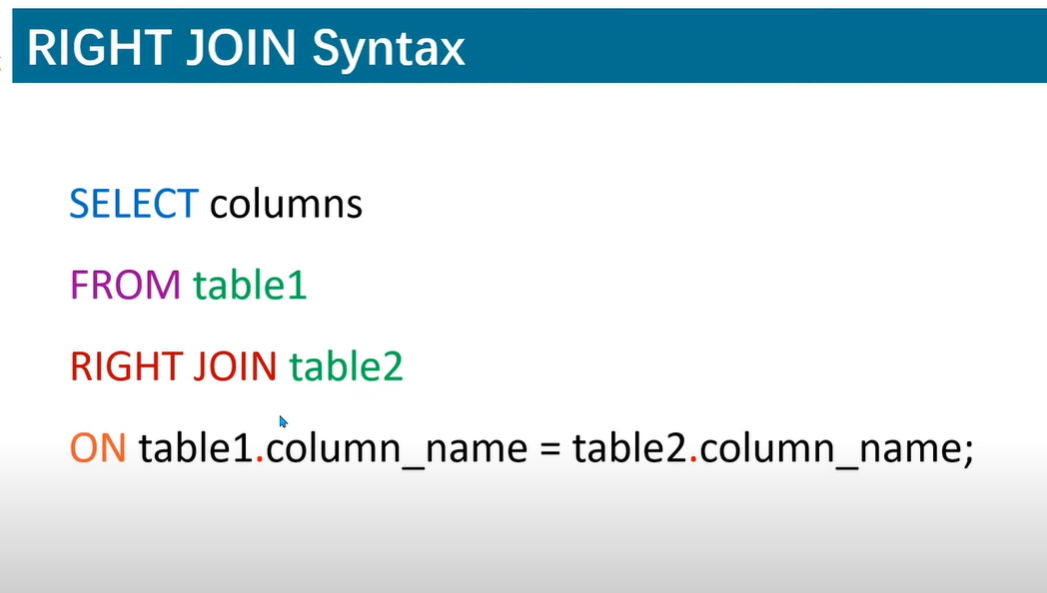 RIGHT JOIN Syntax
SELECT columns
FROM table1
RIGHT JOIN table2
ON table1.column_name = table2.column_name;